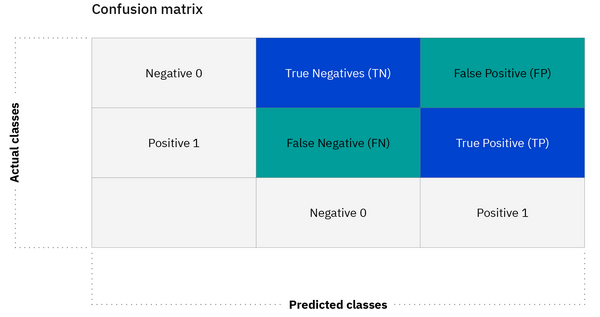 Confusion matrix
Actual classes
Negative 0
True Negatives (TN)
False Positive (FP)
Positive 1
False Negative (FN)
True Positive (TP)
Negative 0
Positive 1
Predicted classes